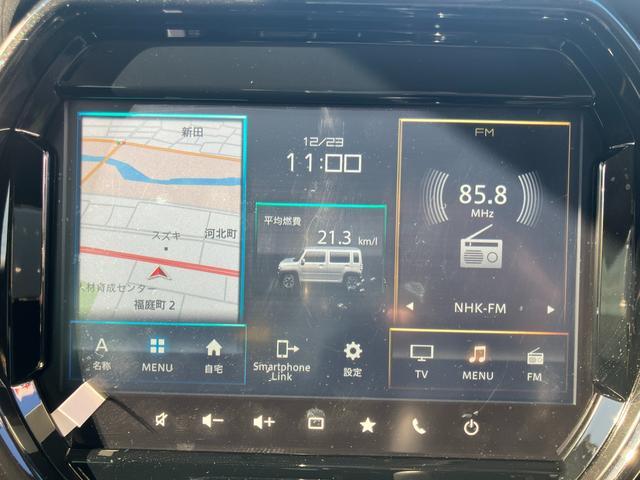 新田
河北町
スズキ
人材育成センター
福庭町2
A
名称
MENU
自宅
12/23
11:00
平均燃費
21.3 km/l
Smartphone
Link
設定
FM
85.8
MHz
NHK-FM
TV
MENU
FM